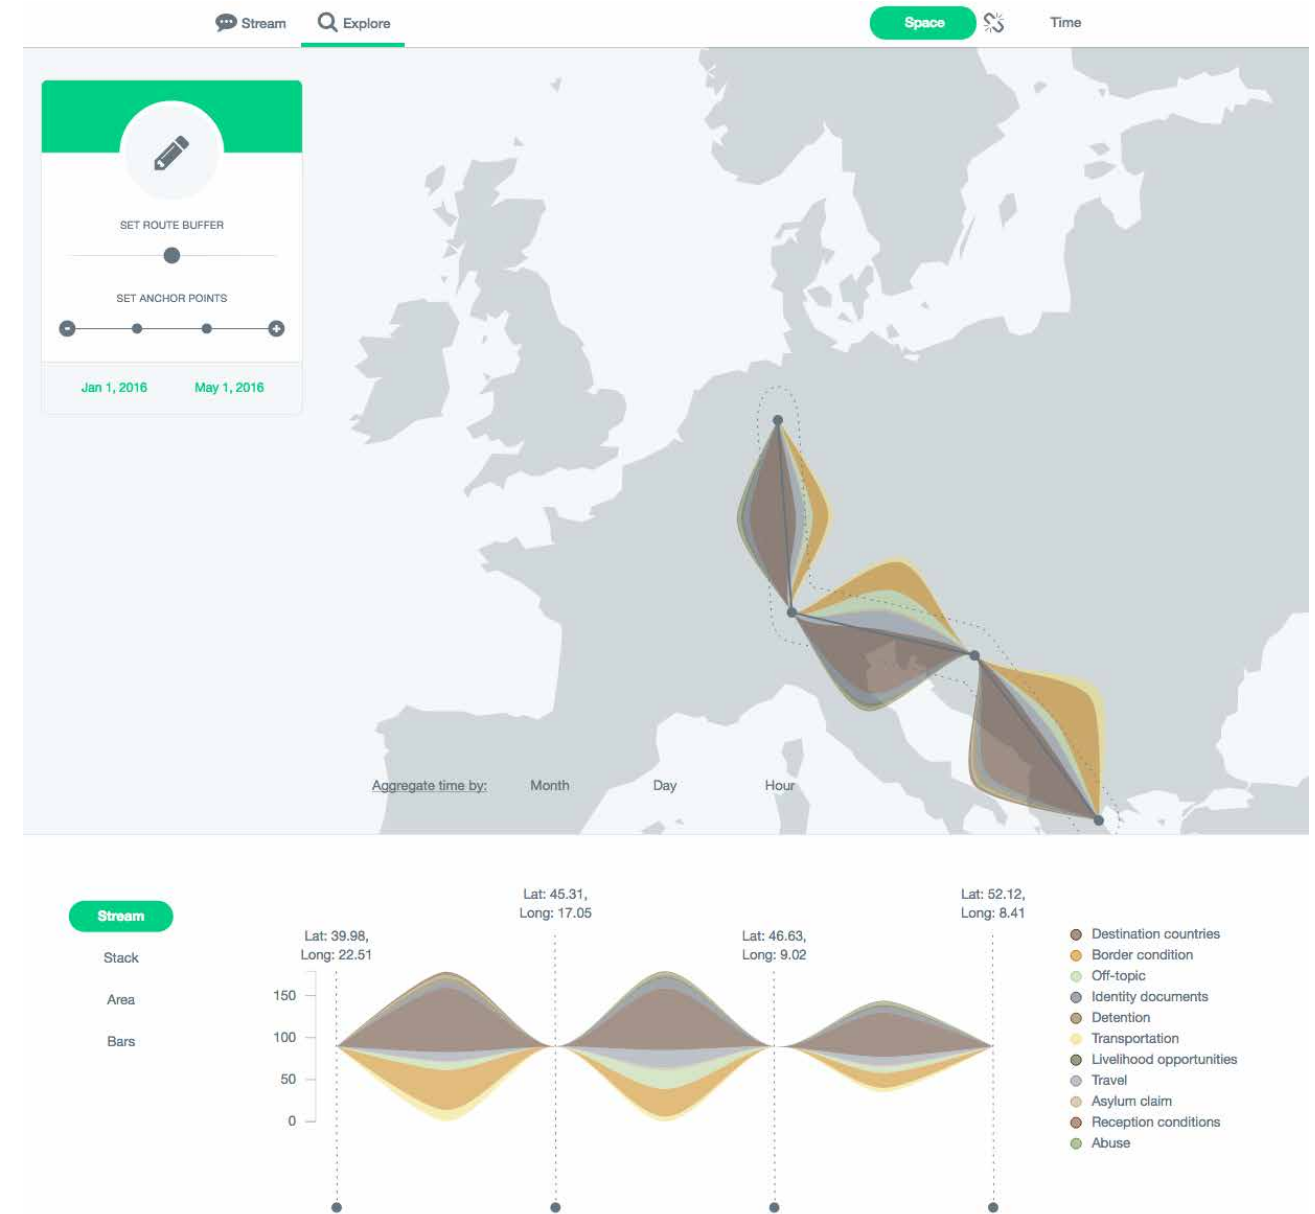 Stream
Explore
Space
Time
SET ROUTE BUFFER
SET ANCHOR POINTS
Jan 1, 2016
May 1, 2016
Aggregate time by:
Month
Day
Hour
Stream
Stack
Area
Bars
Lat: 39.98,
Long: 22.51
Lat: 45.31,
Long: 17.05
Lat: 46.63,
Long: 9.02
Lat: 52.12,
Long: 8.41
150
100
50
0
Destination countries
Border condition
Off-topic
Identity documents
Detention
Transportation
Livelihood opportunities
Travel
Asylum claim
Reception conditions
Abuse